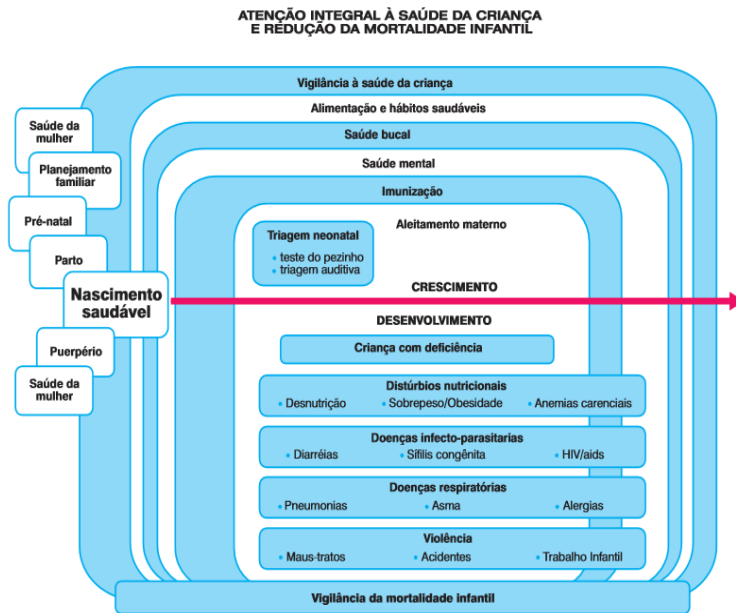 ATENÇÃO INTEGRAL À SAÚDE DA CRIANÇA
E REDUÇÃO DA MORTALIDADE INFANTIL
Vigilância à saúde da criança
Alimentação e hábitos saudáveis
Saúde bucal
Saúde mental
Imunização
Aleitamento materno
Saúde da
mulher
Planejamento
familiar
Pré-natal
Parto
Nascimento
saudável
Puerpério
Saúde da
mulher
Triagem neonatal
• teste do pezinho
• triagem auditiva
CRESCIMENTO
DESENVOLVIMENTO
Criança com deficiência
Distúrbios nutricionais
• Desnutrição • Sobrepeso/Obesidade • Anemias carenciais
Doenças infecto-parasitarias
• Diarréias • Sífilis congênita • HIV/aids
Doenças respiratórias
• Pneumonias • Asma • Alergias
Violência
• Maus-tratos • Acidentes • Trabalho Infantil
Vigilância da mortalidade infantil